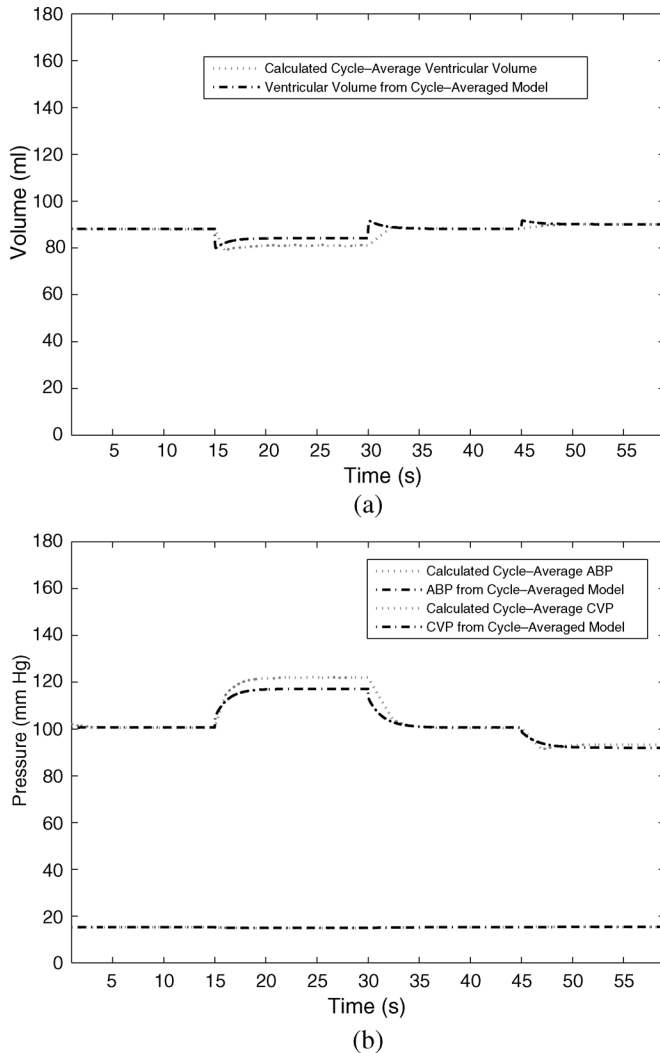 180
160
Calculated Cycle–Average Ventricular Volume
Ventricular Volume from Cycle–Averaged Model
140
120
Volume (ml)
100
80
60
40
20
0
5 10 15 20 25 30 35 40 45 50 55
Time (s)
(a)
180
Calculated Cycle–Average ABP
160
ABP from Cycle–Averaged Model
Calculated Cycle–Average CVP
CVP from Cycle–Averaged Model
140
120
Pressure (mm Hg)
100
80
60
40
20
0
5 10 15 20 25 30 35 40 45 50 55
Time (s)
(b)